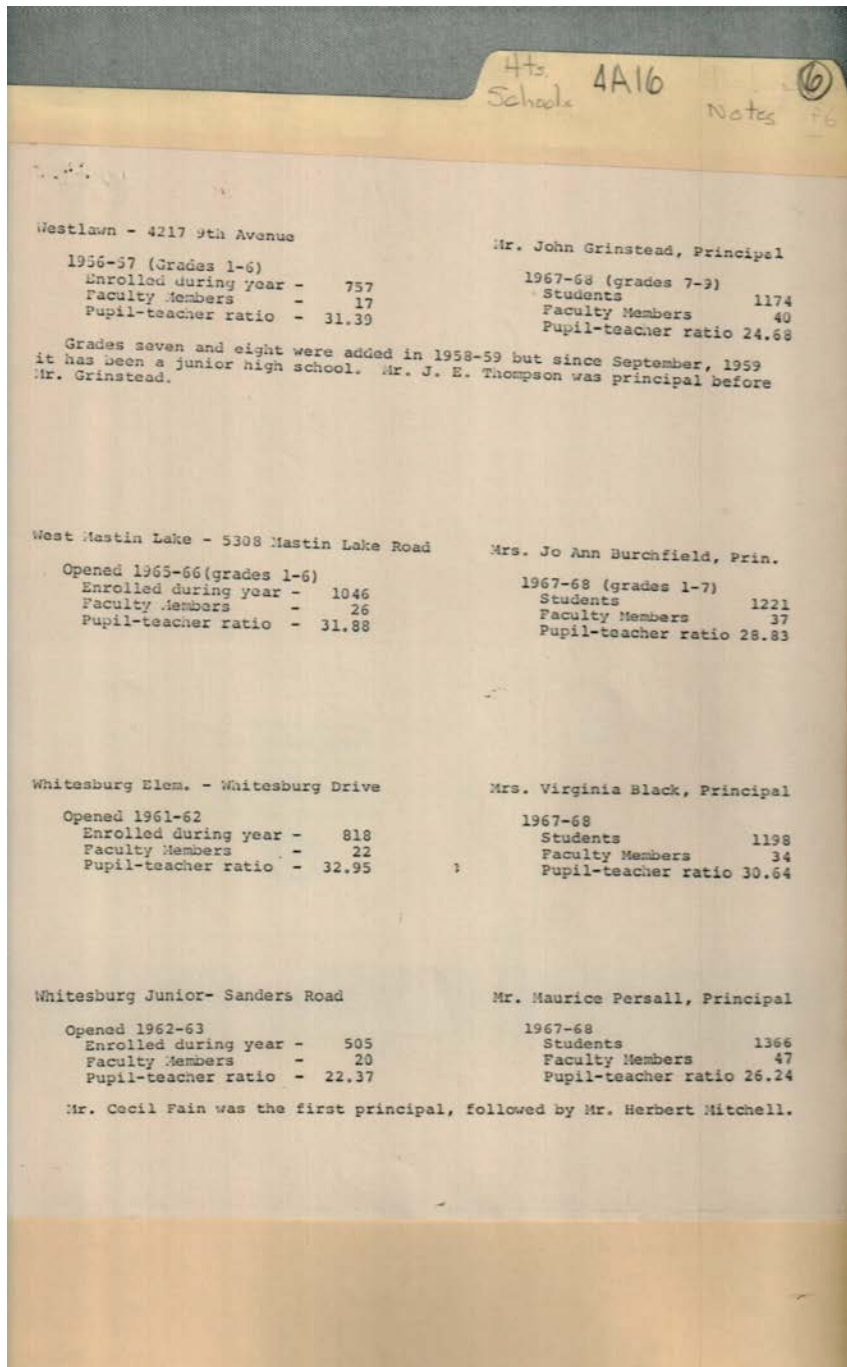 Hts. Schools 4A16 Notes 6
Westlawn - 4217 9th Avenue Mr. John Grinstead, Principal
1956-57 (Grades 1-6) 1967-68 (grades 7-9)
Enrolled during year - 757 Students 1174
Faculty Members - 17 Faculty Members 40
Pupil-teacher ratio - 31.39 Pupil-teacher ratio 24.68
Grades seven and eight were added in 1958-59 but since September, 1959
it has been a junior high school. Mr. J. E. Thompson was principal before
Mr. Grinstead.
West Mastin Lake - 5308 Mastin Lake Road Mrs. Jo Ann Burchfield, Prin.
Opened 1965-66(grades 1-6) 1967-68 (grades 1-7)
Enrolled during year - 1046 Students 1221
Faculty Members - 26 Faculty Members 37
Pupil-teacher ratio - 31.88 Pupil-teacher ratio 28.83
Whitesburg Elem. - Whitesburg Drive Mrs. Virginia Black, Principal
Opened 1961-62 1967-68
Enrolled during year - 818 Students 1198
Faculty Members - 22 Faculty Members 34
Pupil-teacher ratio - 32.95 Pupil-teacher ratio 30.64
Whitesburg Junior- Sanders Road Mr. Maurice Persall, Principal
Opened 1962-63 1967-68
Enrolled during year - 505 Students 1366
Faculty Members - 20 Faculty Members 47
Pupil-teacher ratio - 22.37 Pupil-teacher ratio 26.24
Mr. Cecil Fain was the first principal, followed by Mr. Herbert Mitchell.